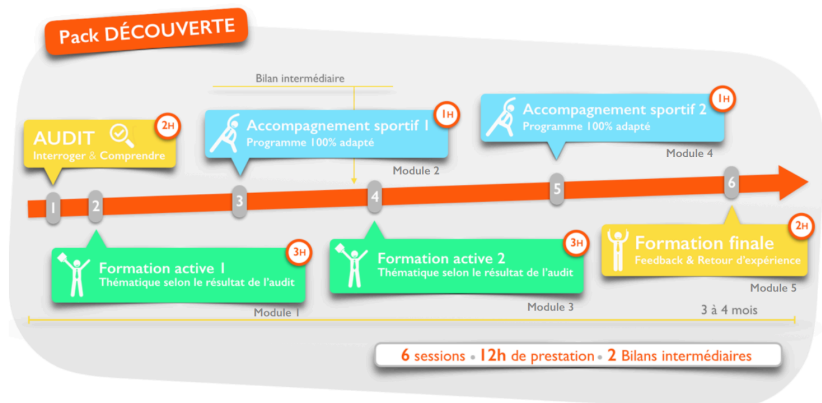 Pack DÉCOUVERTE
Bilan intermédiaire
AUDIT
Interroger & Comprendre
2H
Accompagnement sportif 1
Programme 100% adapté
1H
Module 2
Accompagnement sportif 2
Programme 100% adapté
1H
Module 4
1
2
3
4
5
6
Formation active 1
Thématique selon le résultat de l'audit
3H
Module 1
Formation active 2
Thématique selon le résultat de l'audit
3H
Module 3
Formation finale
Feedback & Retour d'expérience
2H
Module 5
3 à 4 mois
6 sessions • 12h de prestation • 2 Bilans intermédiaires